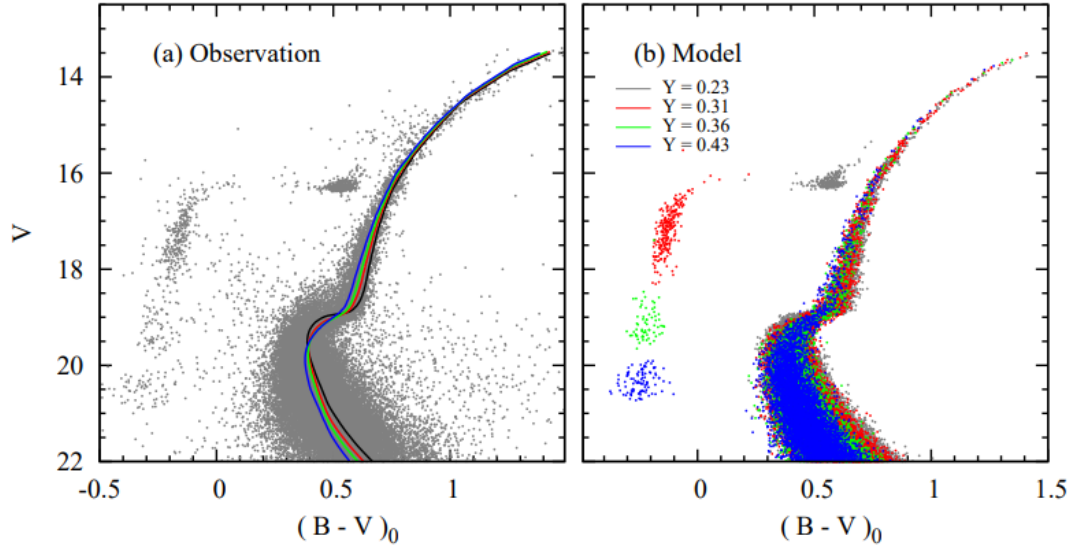 (a) Observation
(b) Model
Y = 0.23
Y = 0.31
Y = 0.36
Y = 0.43
V
14
16
18
20
22
-0.5
0
0.5
1
0
0.5
1
1.5
( B - V )0
( B - V )0